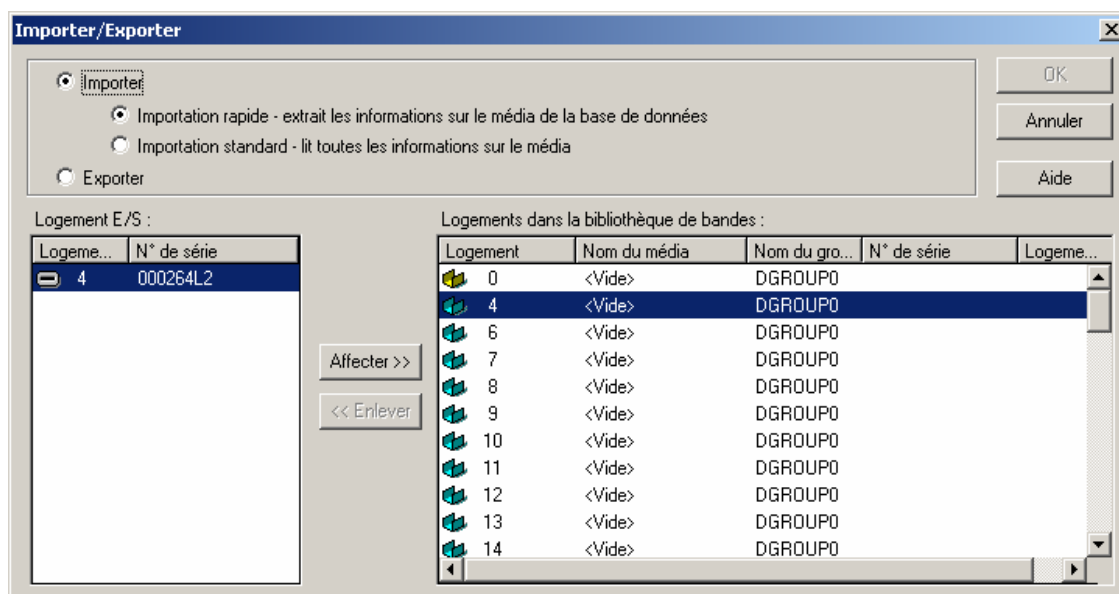 Importer/Exporter
Importer
Importation rapide - extrait les informations sur le média de la base de données
Importation standard - lit toutes les informations sur le média
Exporter
OK
Annuler
Aide
Logement E/S :
Logeme... N° de série
4 000264L2
Affecter >>
<< Enlever
Logements dans la bibliothèque de bandes :
Logement Nom du média Nom du gro... N° de série Logeme...
0 <Vide> DGROUP0
4 <Vide> DGROUP0
6 <Vide> DGROUP0
7 <Vide> DGROUP0
8 <Vide> DGROUP0
9 <Vide> DGROUP0
10 <Vide> DGROUP0
11 <Vide> DGROUP0
12 <Vide> DGROUP0
13 <Vide> DGROUP0
14 <Vide> DGROUP0